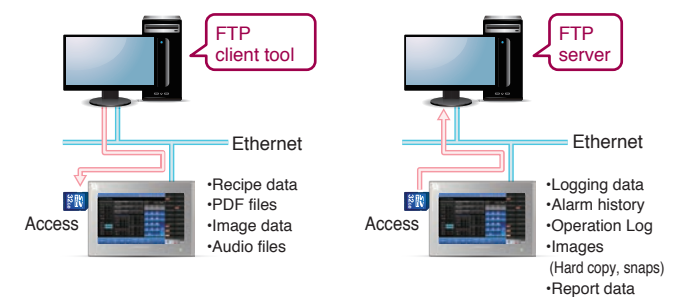 FTP
client tool
Ethernet
Access
•Recipe data
•PDF files
•Image data
•Audio files
FTP
server
Ethernet
Access
•Logging data
•Alarm history
•Operation Log
•Images
(Hard copy, snaps)
•Report data